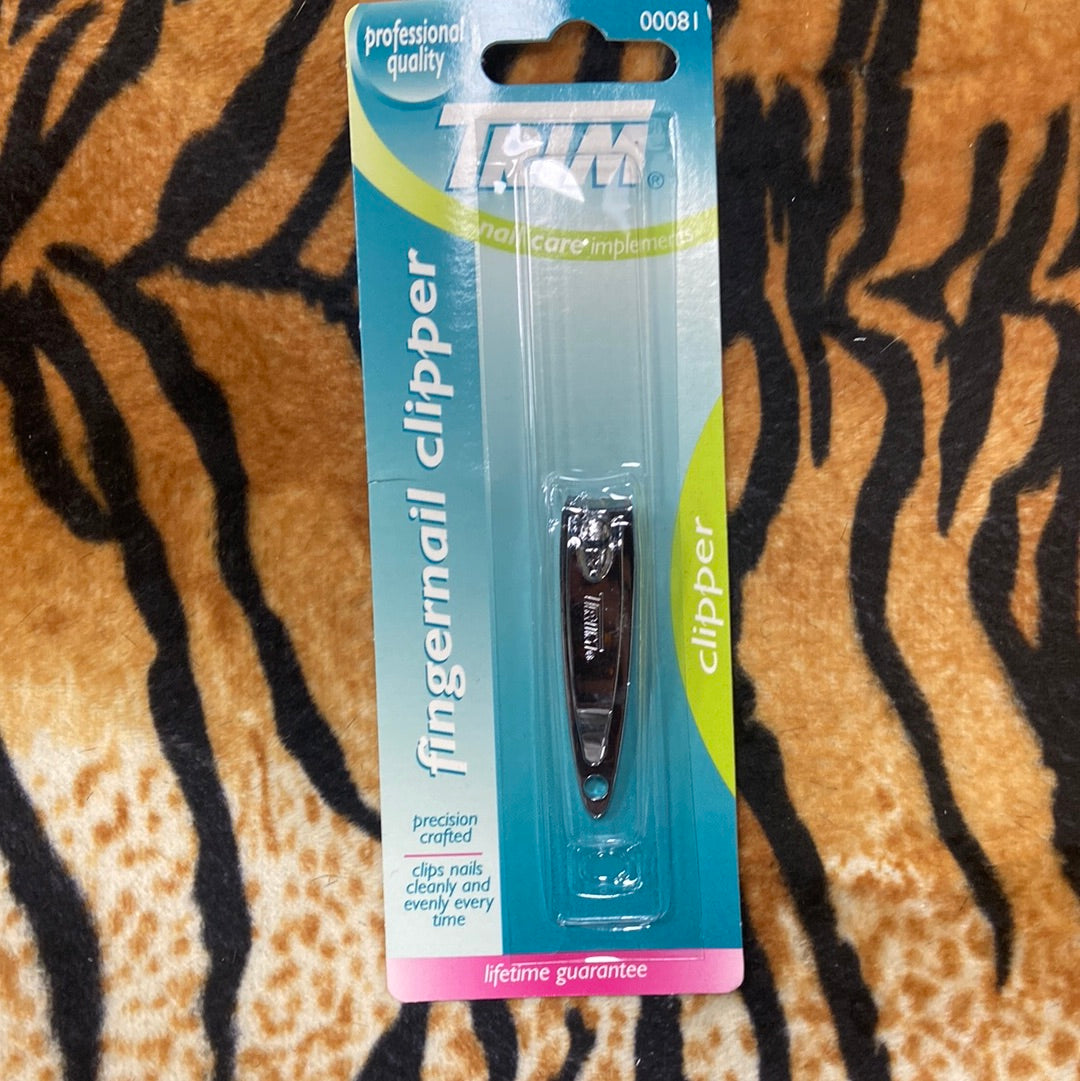 professional
quality
00081
TRIM®
nail care implements
fingernail clipper
clipper
precision
crafted
clips nails
cleanly and
evenly every
time
lifetime guarantee